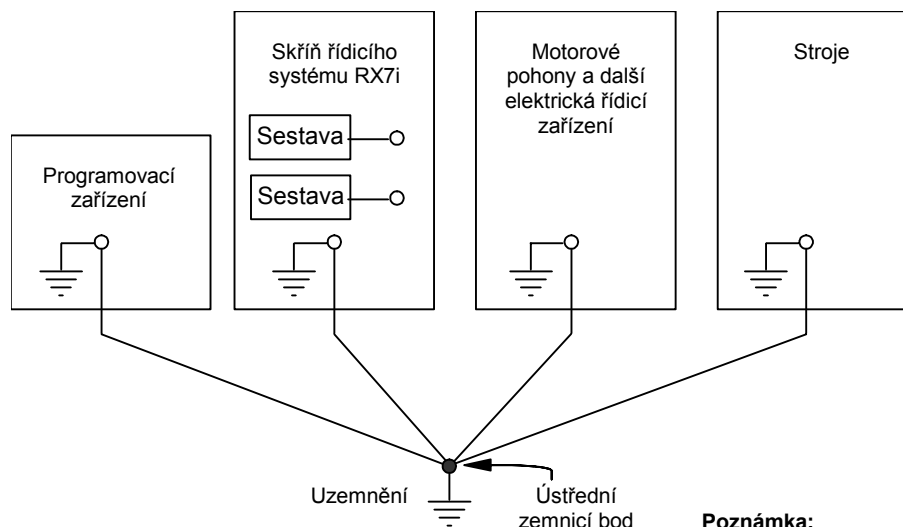 Programovací
zařízení
Skříň řídicího
systému RX7i
Sestava
Sestava
Motorové
pohony a další
elektrická řídicí
zařízení
Stroje
Uzemnění
Ústřední
zemnicí bod
Poznámka: